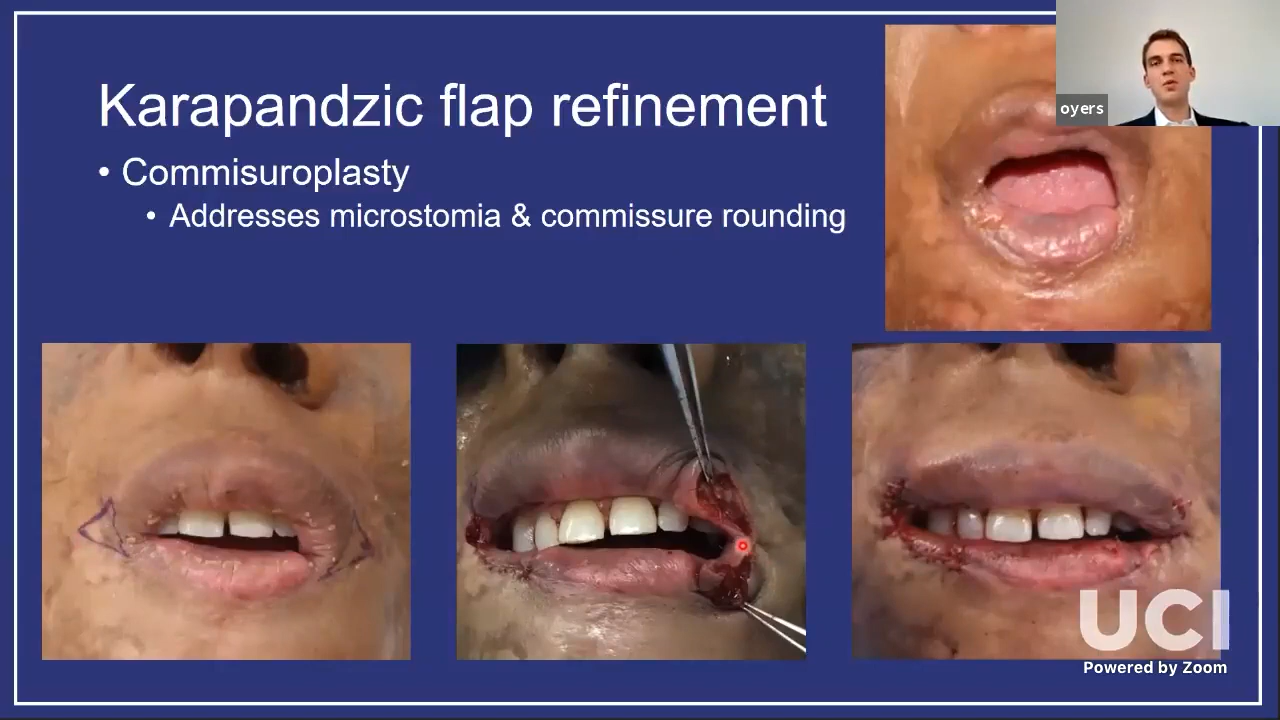 Karapandzic flap refinement
• Commisuroplasty
• Addresses microstomia & commissure rounding
oyers
UCI
Powered by Zoom